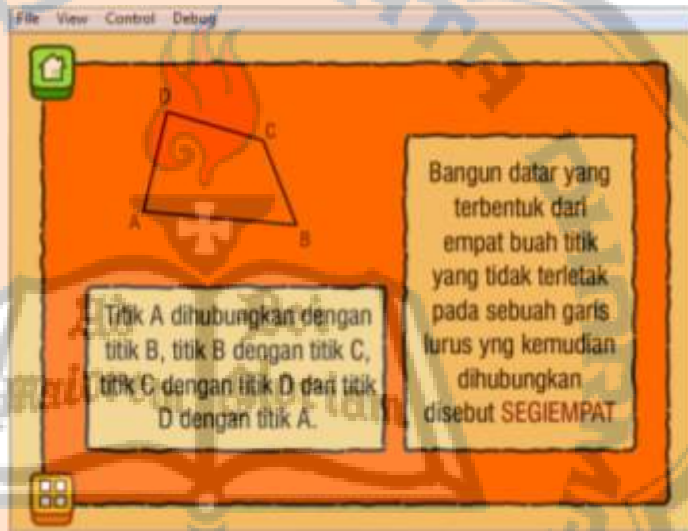 File View Control Debug
D
C
A
B
Titik A dihubungkan dengan
titik B, titik B dengan titik C,
titik C dengan titik D dan titik
D dengan titik A.
Bangun datar yang
terbentuk dari
empat buah titik
yang tidak terletak
pada sebuah garis
lurus yng kemudian
dihubungkan
disebut SEGIEMPAT